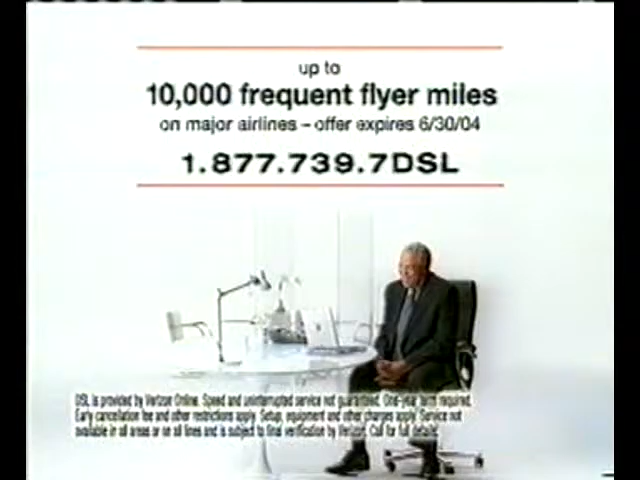 up to
10,000 frequent flyer miles
on major airlines – offer expires 6/30/04
1.877.739.7DSL
DSL is provided by Verizon Online. Speed and uninterrupted service not guaranteed. One-year term required.
Early cancellation fee and other restrictions apply. Setup, equipment and other charges apply. Service not
available in all areas or on all lines and is subject to final verification by Verizon. Call for full details.